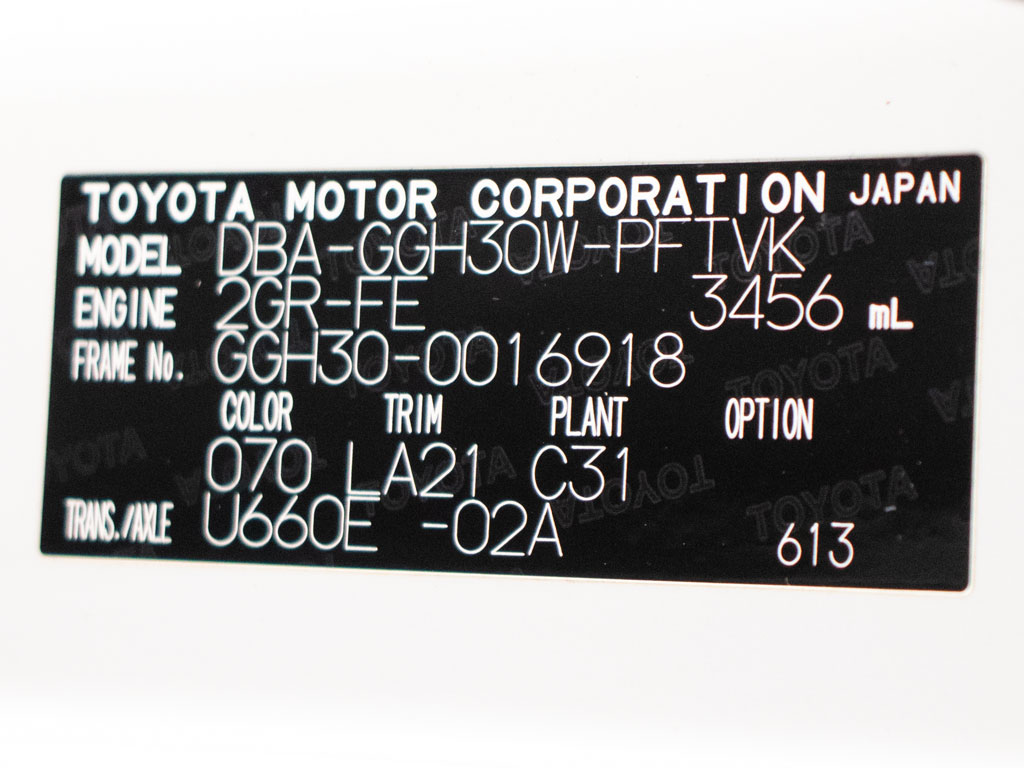 TOYOTA MOTOR CORPORATION JAPAN
MODEL DBA-GGH30W-PFTVK
ENGINE 2GR-FE 3456 mL
FRAME No. GGH30-0016918
COLOR TRIM PLANT OPTION
070 LA21 C31
TRANS./AXLE U660E -02A
613